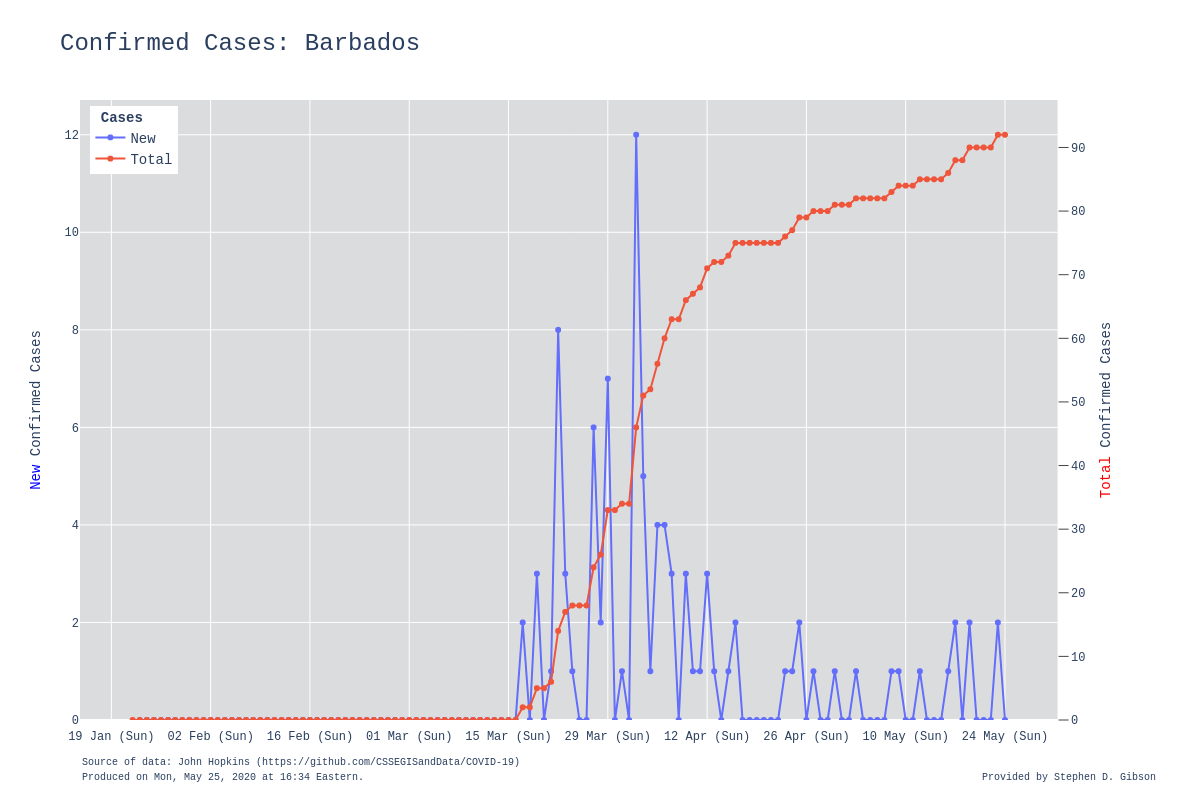 Confirmed Cases: Barbados
Cases
New
Total
12
10
8
6
4
2
0
90
80
70
60
50
40
30
20
10
0
New Confirmed Cases
Total Confirmed Cases
19 Jan (Sun) 02 Feb (Sun) 16 Feb (Sun) 01 Mar (Sun) 15 Mar (Sun) 29 Mar (Sun) 12 Apr (Sun) 26 Apr (Sun) 10 May (Sun) 24 May (Sun)
Source of data: John Hopkins (https://github.com/CSSEGISandData/COVID-19)
Produced on Mon, May 25, 2020 at 16:34 Eastern.
Provided by Stephen D. Gibson